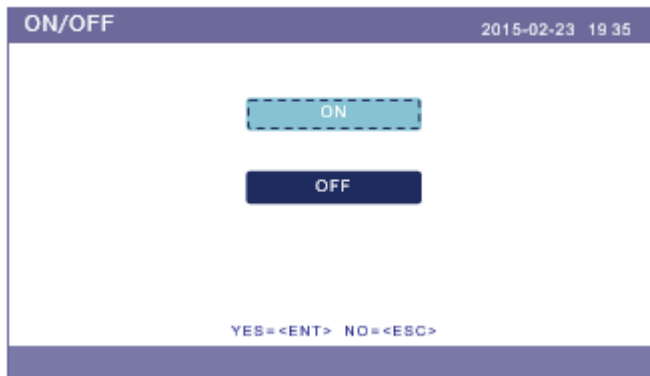 ON/OFF
2015-02-23 19 35
ON
OFF
YES=<ENT> NO=<ESC>